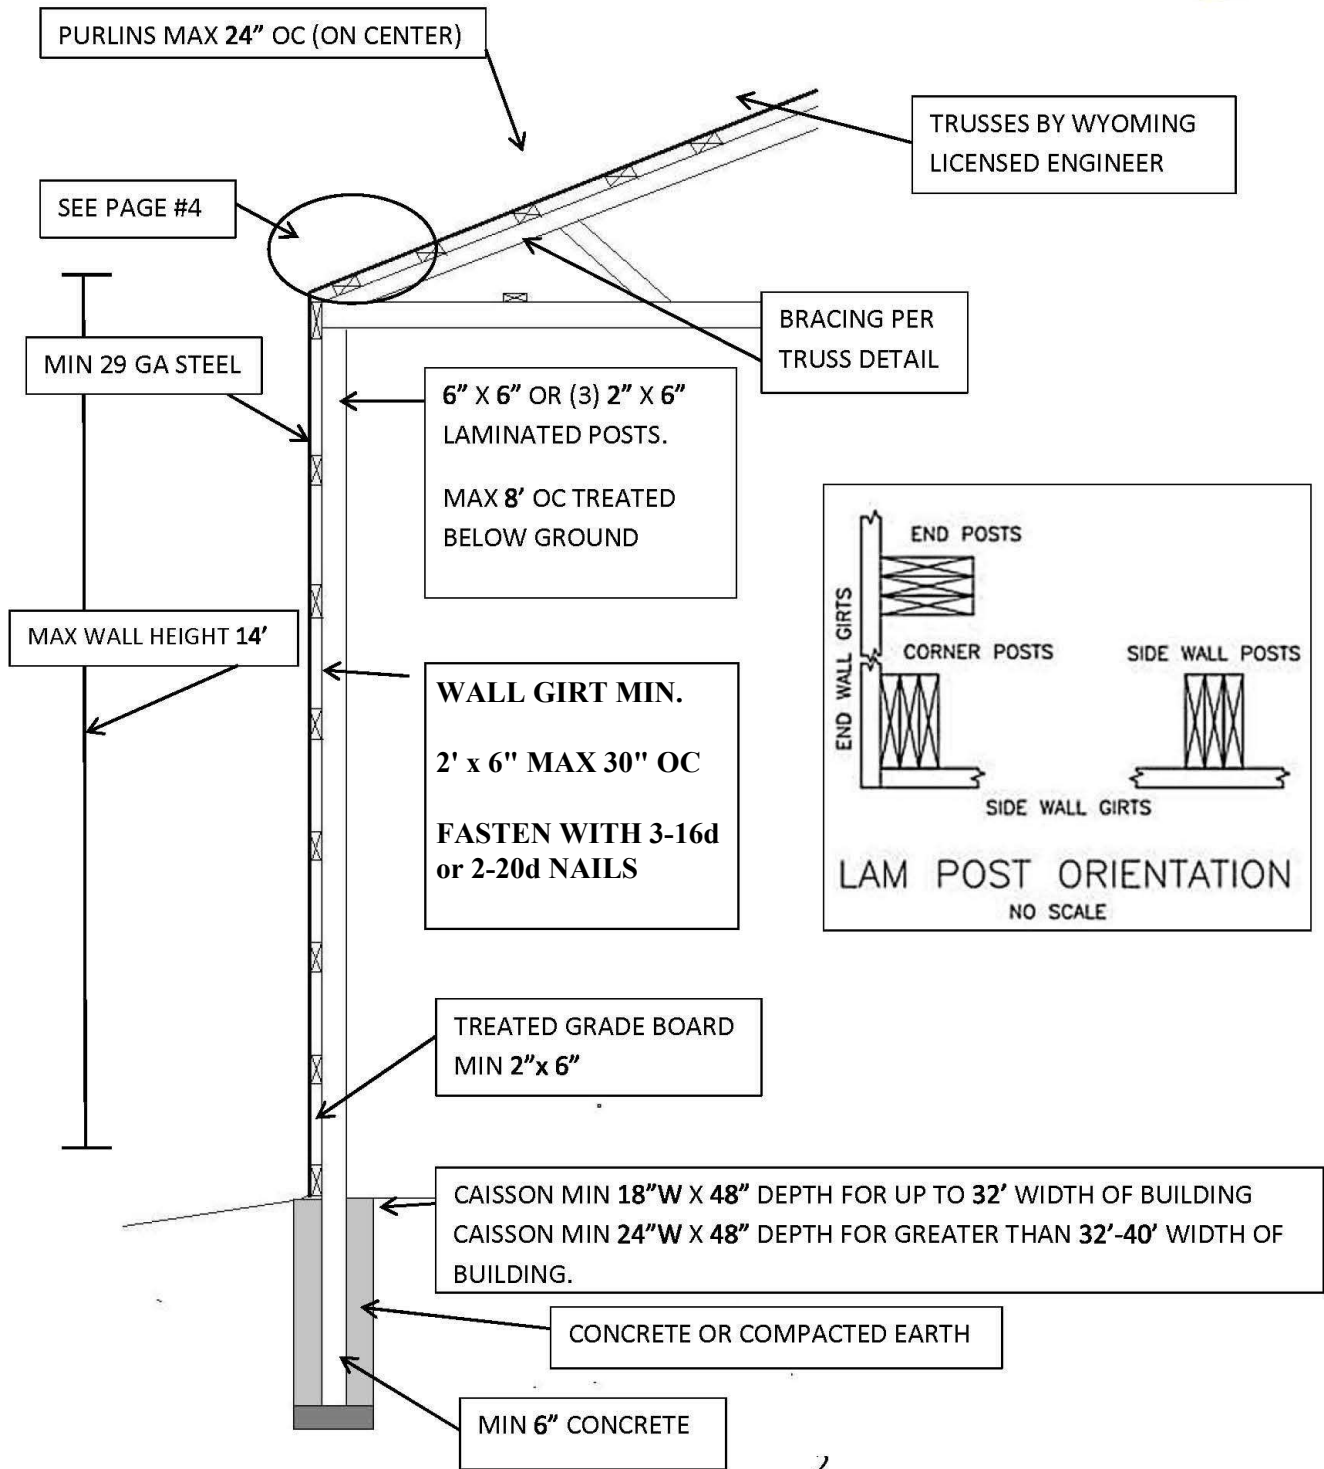 PURLINS MAX 24” OC (ON CENTER)
TRUSSES BY WYOMING
LICENSED ENGINEER
SEE PAGE #4
MIN 29 GA STEEL
BRACING PER
TRUSS DETAIL
6” X 6” OR (3) 2” X 6”
LAMINATED POSTS.
MAX 8’ OC TREATED
BELOW GROUND
MAX WALL HEIGHT 14’
WALL GIRT MIN.
2' x 6" MAX 30" OC
FASTEN WITH 3-16d
or 2-20d NAILS
END POSTS
END WALL GIRTS
CORNER POSTS
SIDE WALL POSTS
SIDE WALL GIRTS
LAM POST ORIENTATION
NO SCALE
TREATED GRADE BOARD
MIN 2”x 6”
CAISSON MIN 18”W X 48” DEPTH FOR UP TO 32’ WIDTH OF BUILDING
CAISSON MIN 24”W X 48” DEPTH FOR GREATER THAN 32’-40’ WIDTH OF
BUILDING.
CONCRETE OR COMPACTED EARTH
MIN 6” CONCRETE